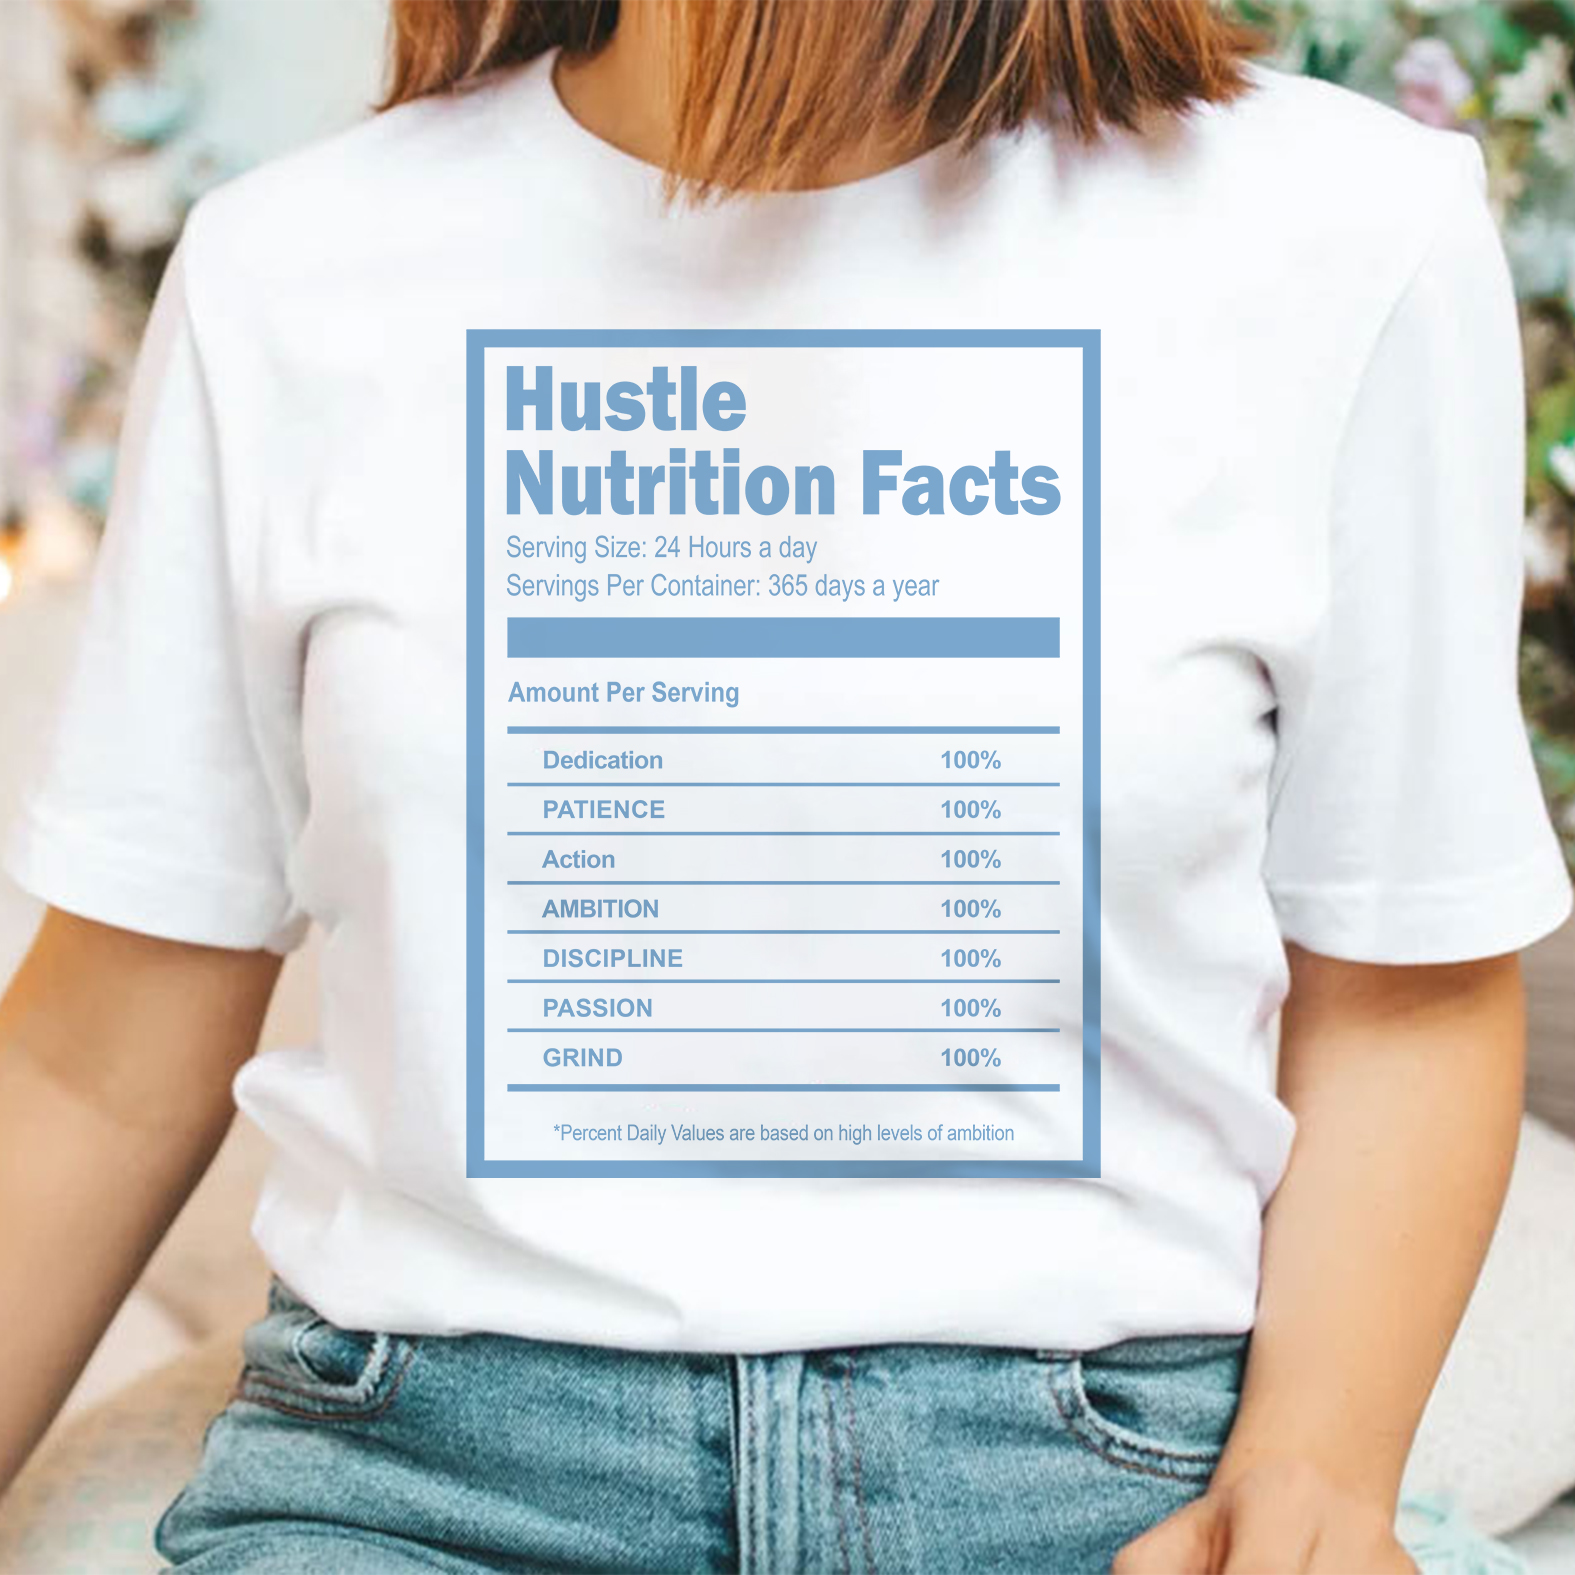 Hustle
Nutrition Facts
Serving Size: 24 Hours a day
Servings Per Container: 365 days a year
Amount Per Serving
Dedication 100%
PATIENCE 100%
Action 100%
AMBITION 100%
DISCIPLINE 100%
PASSION 100%
GRIND 100%
*Percent Daily Values are based on high levels of ambition